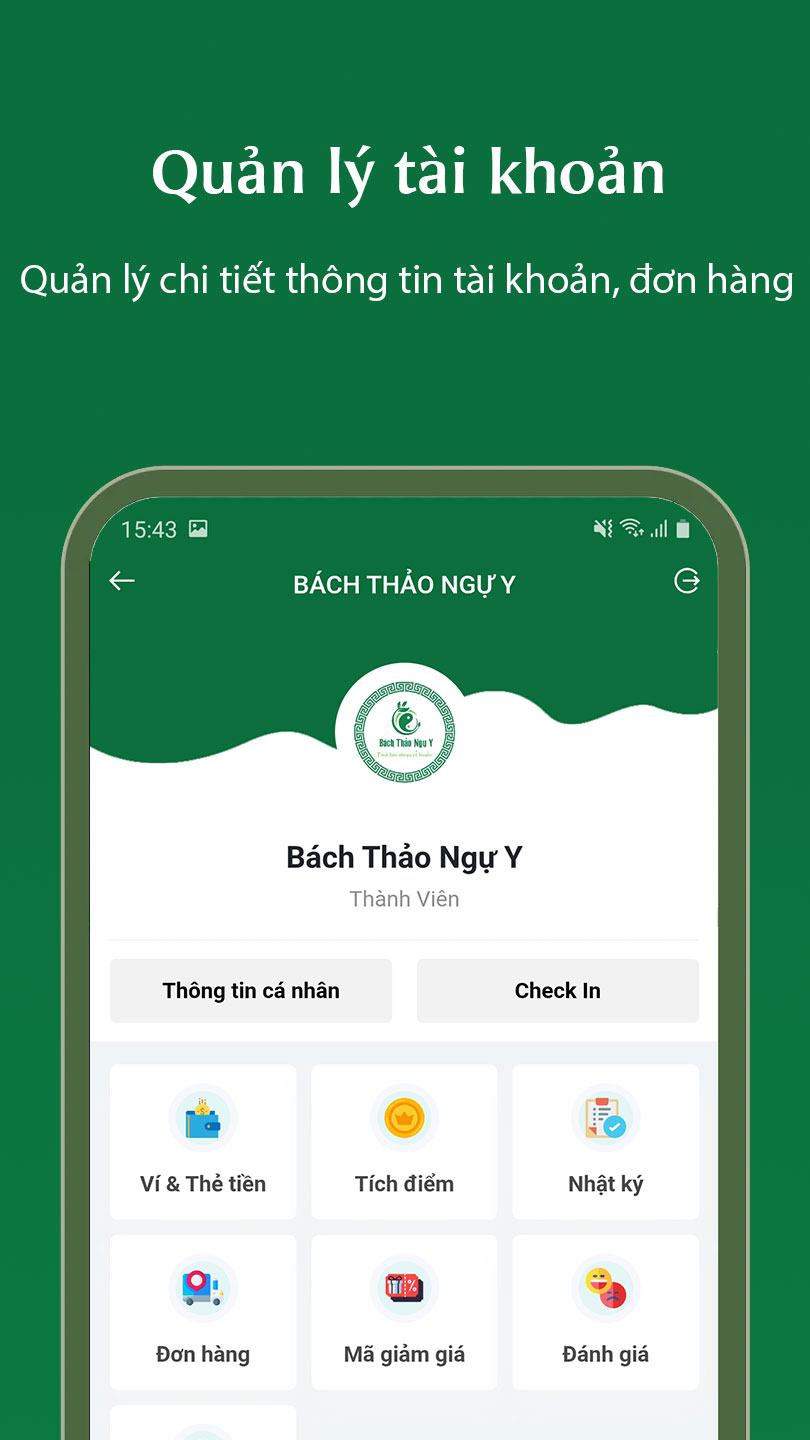 Quản lý tài khoản
Quản lý chi tiết thông tin tài khoản, đơn hàng
15:43
BÁCH THẢO NGỰ Y
Bách Thảo Ngự Y
Bách Thảo Ngự Y
Thành Viên
Thông tin cá nhân
Check In
Ví & Thẻ tiền
Tích điểm
Nhật ký
Đơn hàng
Mã giảm giá
Đánh giá